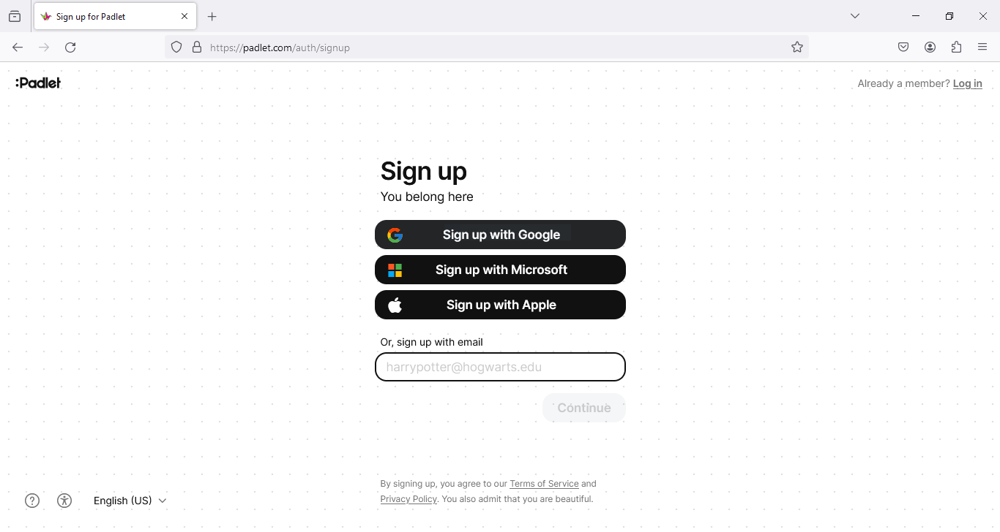 Sign up for Padlet
https://padlet.com/auth/signup
:Padlet
Already a member? Log in
Sign up
You belong here
Sign up with Google
Sign up with Microsoft
Sign up with Apple
Or, sign up with email
harrypotter@hogwarts.edu
Continue
By signing up, you agree to our Terms of Service and
Privacy Policy. You also admit that you are beautiful.
English (US)